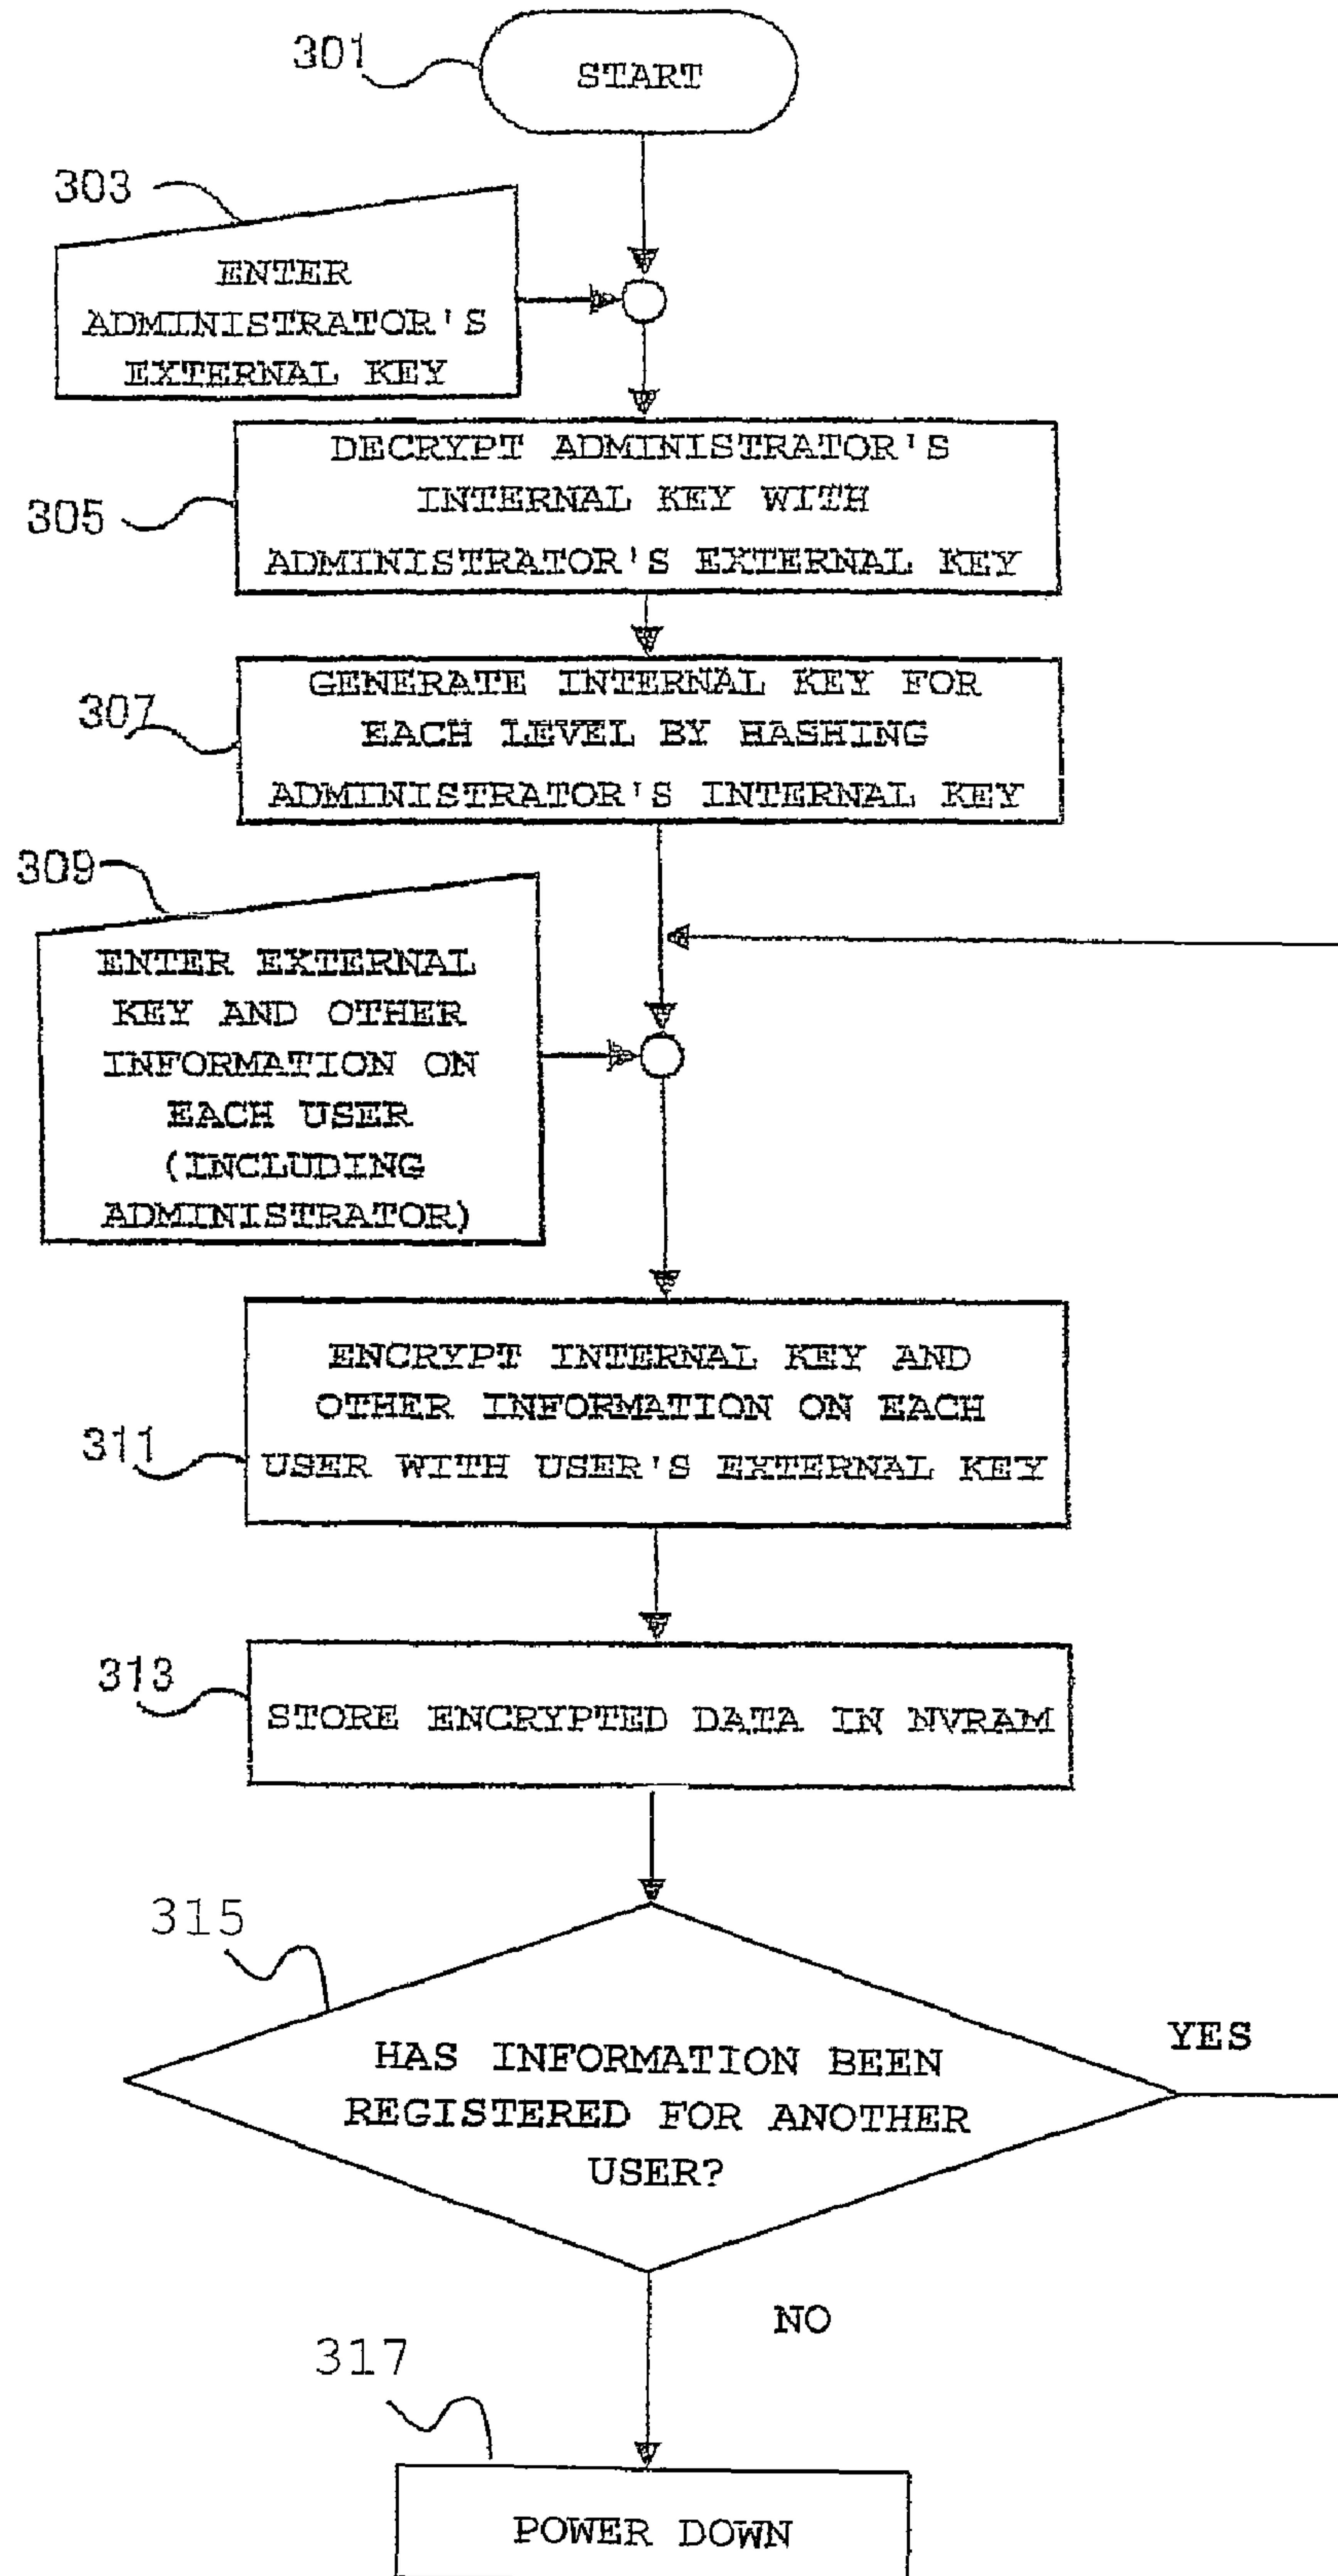 301
START
303
ENTER
ADMINISTRATOR'S
EXTERNAL KEY
DECRYPT ADMINISTRATOR'S
INTERNAL KEY WITH
ADMINISTRATOR'S EXTERNAL KEY
305
GENERATE INTERNAL KEY FOR
EACH LEVEL BY HASHING
ADMINISTRATOR'S INTERNAL KEY
307
309
ENTER EXTERNAL
KEY AND OTHER
INFORMATION ON
EACH USER
(INCLUDING
ADMINISTRATOR)
ENCRYPT INTERNAL KEY AND
OTHER INFORMATION ON EACH
USER WITH USER'S EXTERNAL KEY
311
313
STORE ENCRYPTED DATA IN NVRAM
315
HAS INFORMATION BEEN
REGISTERED FOR ANOTHER
USER?
YES
NO
317
POWER DOWN